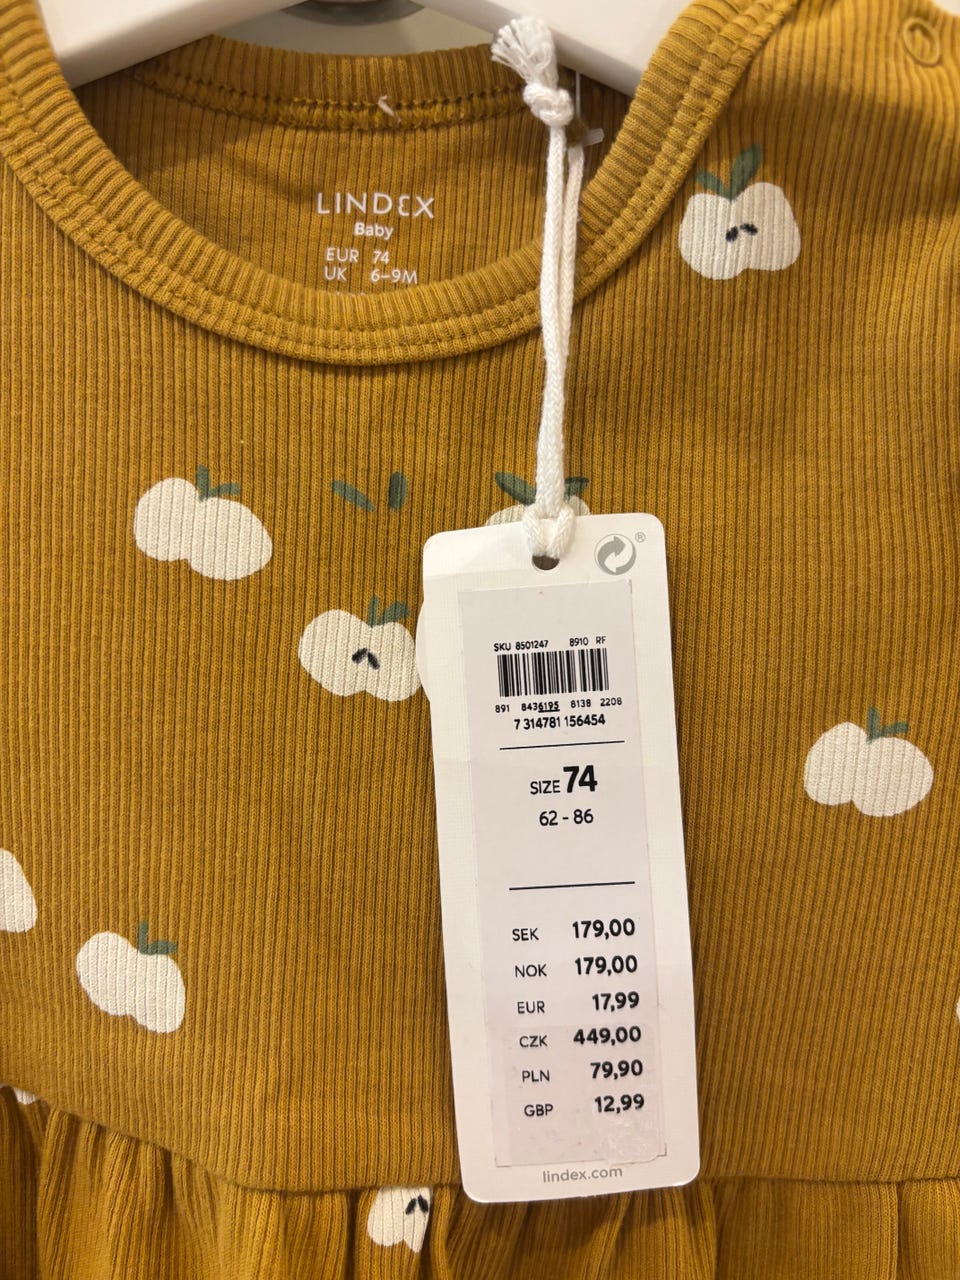 LINDEX
Baby
EUR 74
UK 6-9M
®
SKU 8501247 8910 RF
891 8436195 8138 2208
7 314781 156454
SIZE 74
62 - 86
SEK 179,00
NOK 179,00
EUR 17,99
CZK 449,00
PLN 79,90
GBP 12,99
lindex.com